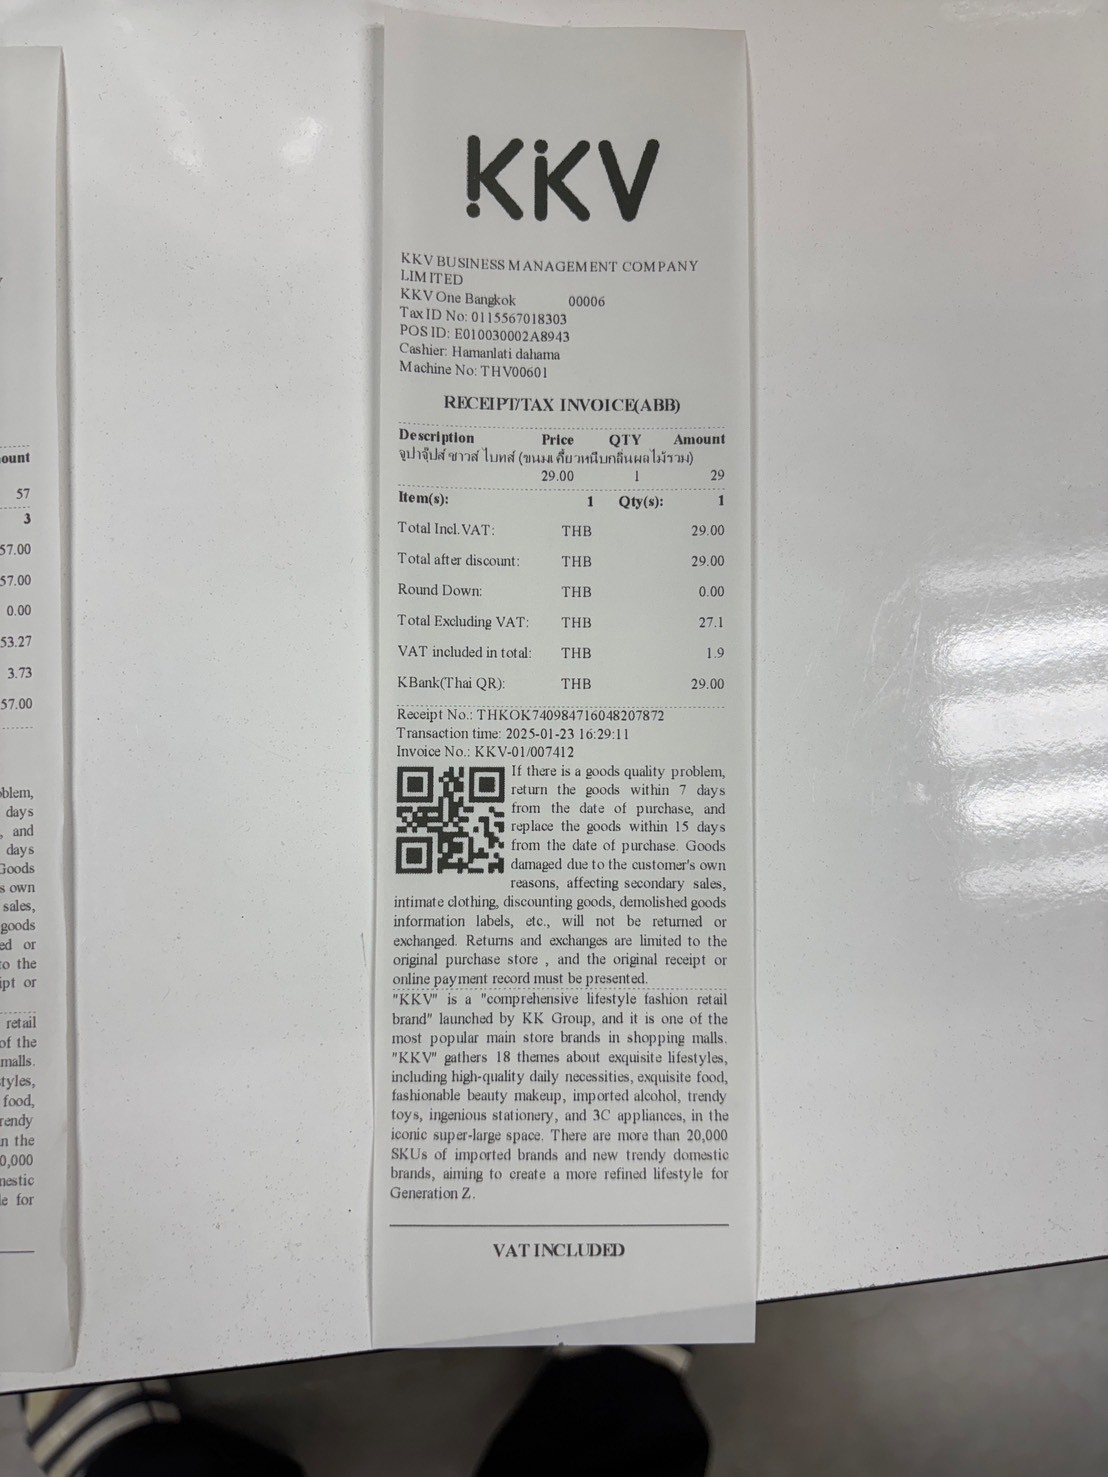 KKV
KKV BUSINESS MANAGEMENT COMPANY
LIMITED
KKV One Bangkok 00006
Tax ID No: 0115567018303
POS ID: E010030002A8943
Cashier: Hamanlati dahama
Machine No: THV00601
RECEIPT/TAX INVOICE(ABB)
Description Price QTY Amount
จูปาจุ๊ปส์ ซาวส์ ไบทส์ (ขนมเคี้ยวหนึบกลิ่นผลไม้รวม)
29.00 1 29
Item(s): 1 Qty(s): 1
Total Incl.VAT: THB 29.00
Total after discount: THB 29.00
Round Down: THB 0.00
Total Excluding VAT: THB 27.1
VAT included in total: THB 1.9
KBank(Thai QR): THB 29.00
Receipt No.: THKOK740984716048207872
Transaction time: 2025-01-23 16:29:11
Invoice No.: KKV-01/007412
If there is a goods quality problem,
return the goods within 7 days
from the date of purchase, and
replace the goods within 15 days
from the date of purchase. Goods
damaged due to the customer's own
reasons, affecting secondary sales,
intimate clothing, discounting goods, demolished goods
information labels, etc., will not be returned or
exchanged. Returns and exchanges are limited to the
original purchase store , and the original receipt or
online payment record must be presented.
"KKV" is a "comprehensive lifestyle fashion retail
brand" launched by KK Group, and it is one of the
most popular main store brands in shopping malls.
"KKV" gathers 18 themes about exquisite lifestyles,
including high-quality daily necessities, exquisite food,
fashionable beauty makeup, imported alcohol, trendy
toys, ingenious stationery, and 3C appliances, in the
iconic super-large space. There are more than 20,000
SKUs of imported brands and new trendy domestic
brands, aiming to create a more refined lifestyle for
Generation Z.
VAT INCLUDED
57
3
57.00
57.00
0.00
53.27
3.73
57.00
days
and
days
own
sales,
goods
or
to the
or
retail
of the
malls.
food,
the
for